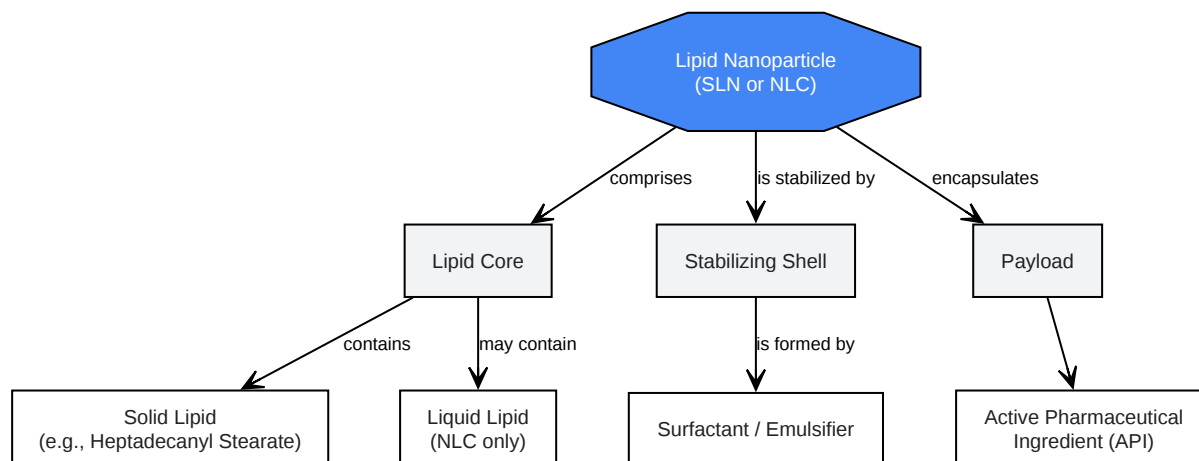 Lipid Nanoparticle
(SLN or NLC)
comprises
is stabilized by
encapsulates
Lipid Core
Stabilizing Shell
Payload
contains
may contain
is formed by
Solid Lipid
(e.g., Heptadecanyl Stearate)
Liquid Lipid
(NLC only)
Surfactant / Emulsifier
Active Pharmaceutical
Ingredient (API)